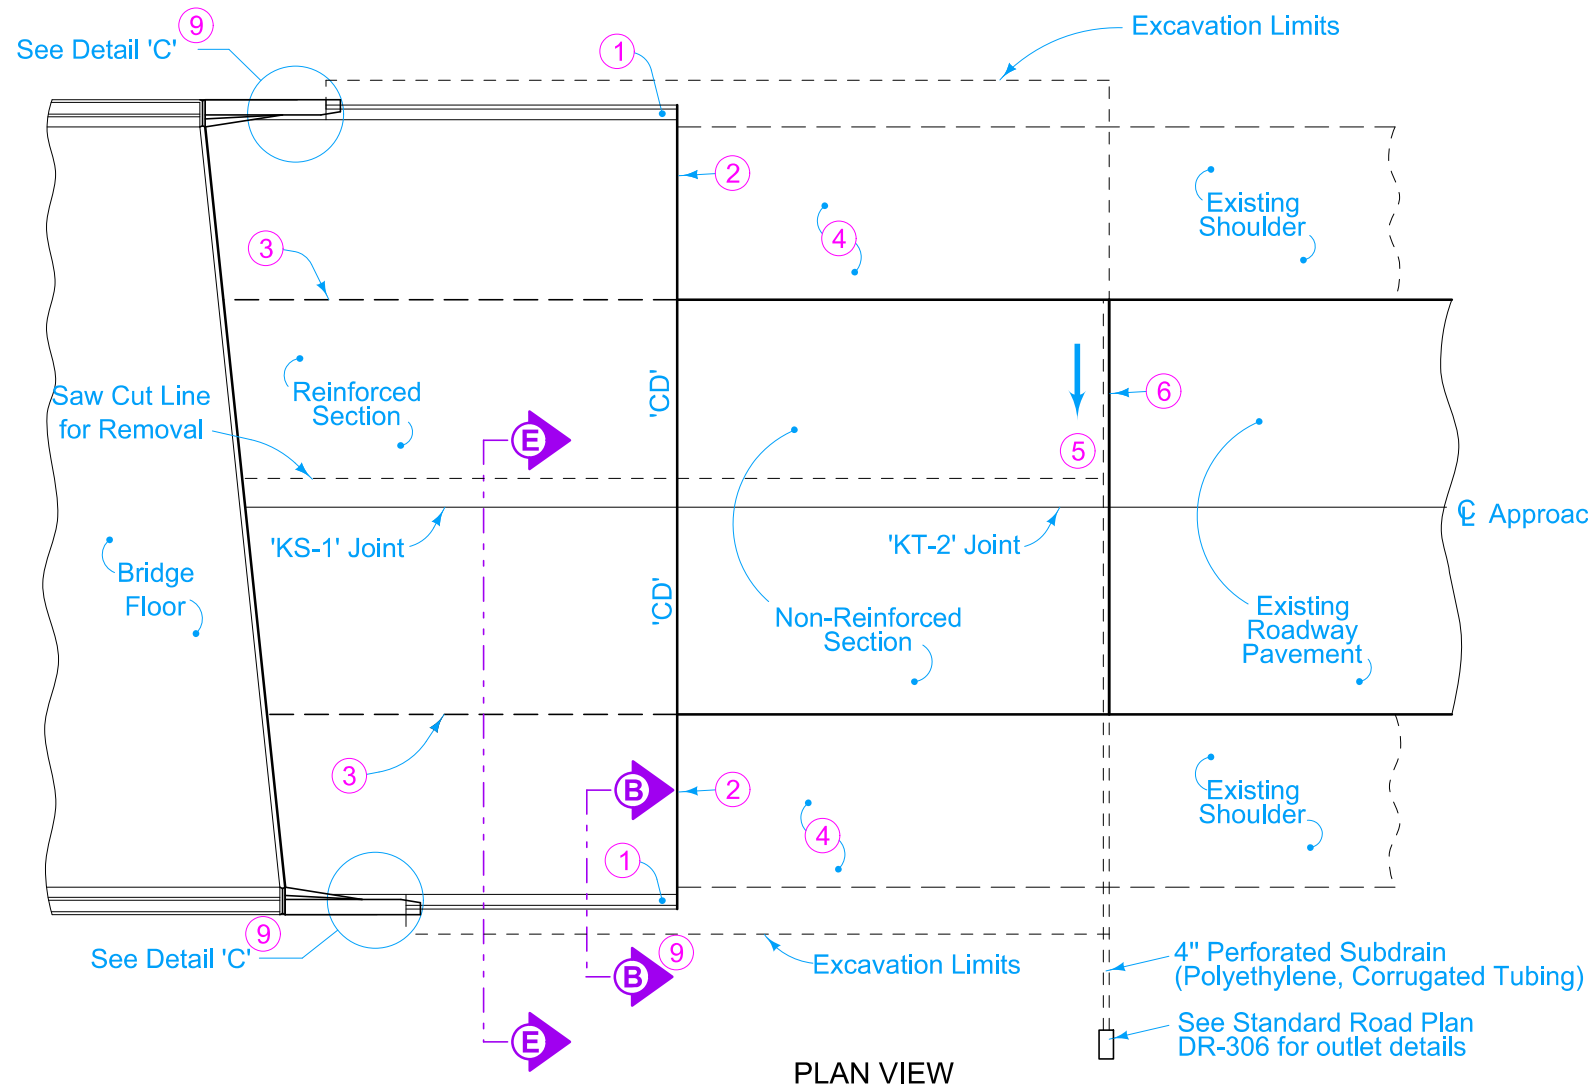 9
See Detail 'C'
1
Excavation Limits
2
3
4
Existing
Shoulder
Reinforced
Section
Saw Cut Line
for Removal
'CD'
6
5
E
'KS-1' Joint
'KT-2' Joint
℄ Approac
Bridge
Floor
'CD'
Non-Reinforced
Section
Existing
Roadway
Pavement
3
B
2
4
Existing
Shoulder
1
9
See Detail 'C'
B
9
Excavation Limits
4" Perforated Subdrain
(Polyethylene, Corrugated Tubing)
E
See Standard Road Plan
DR-306 for outlet details
PLAN VIEW